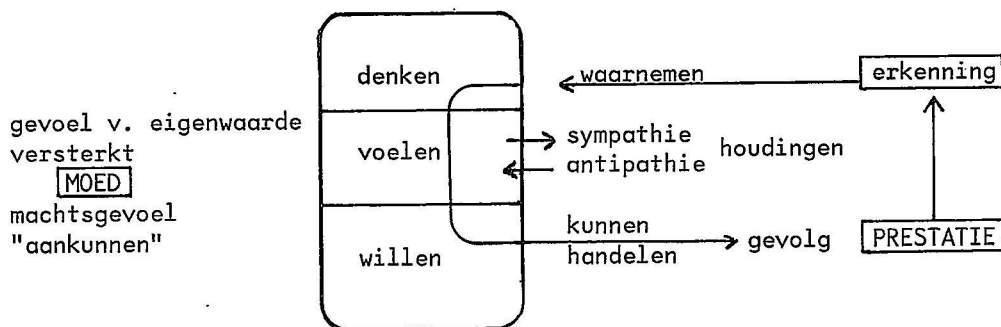 denken
waarnemen
erkenning
gevoel v. eigenwaarde
versterkt
MOED
machtsgevoel
"aankunnen"
voelen
sympathie
antipathie
houdingen
willen
kunnen
handelen
gevolg
PRESTATIE